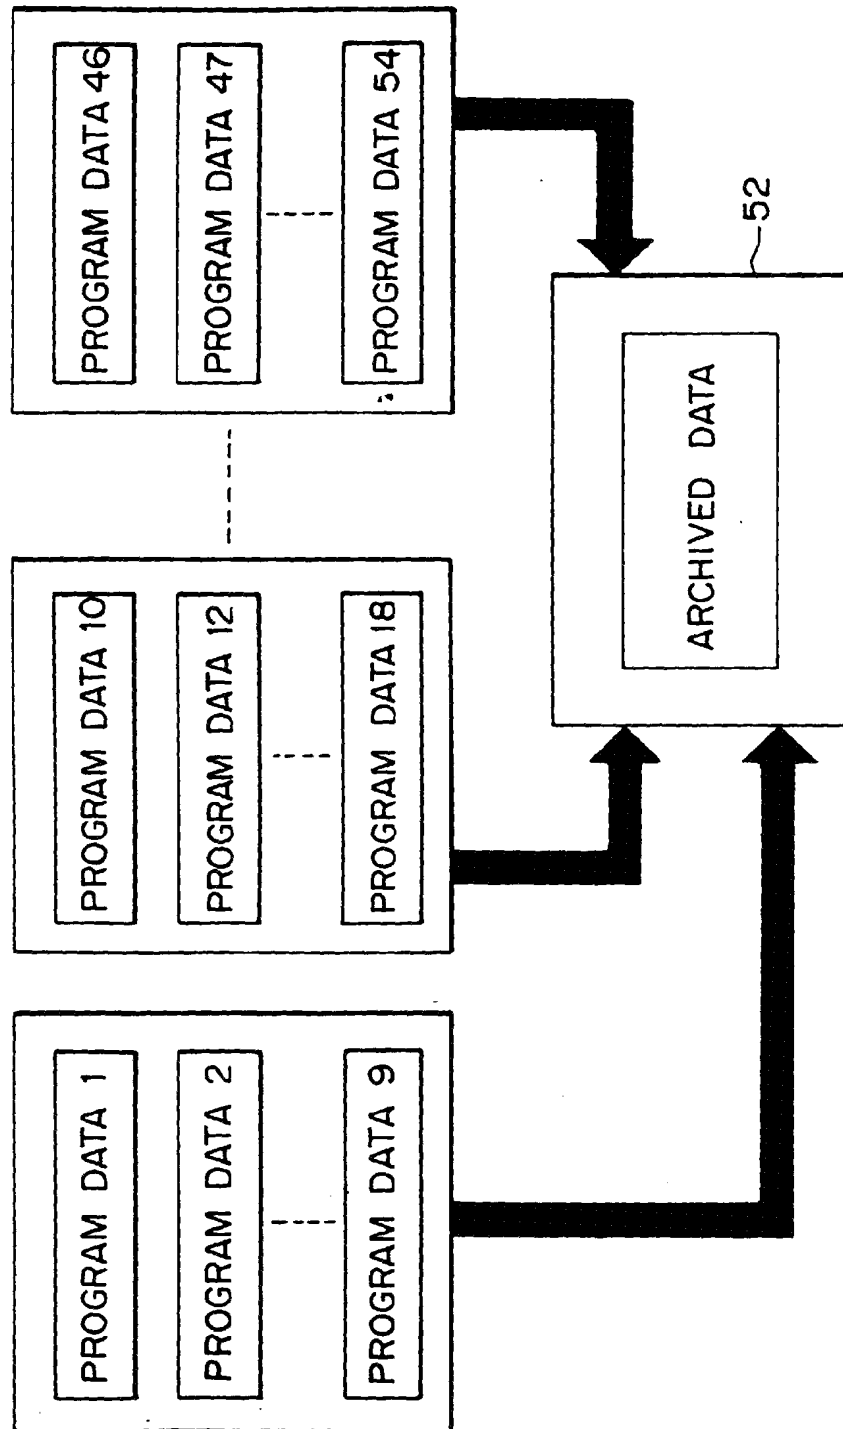 PROGRAM DATA 1
PROGRAM DATA 2
PROGRAM DATA 9
PROGRAM DATA 10
PROGRAM DATA 12
PROGRAM DATA 18
PROGRAM DATA 46
PROGRAM DATA 47
PROGRAM DATA 54
ARCHIVED DATA
52